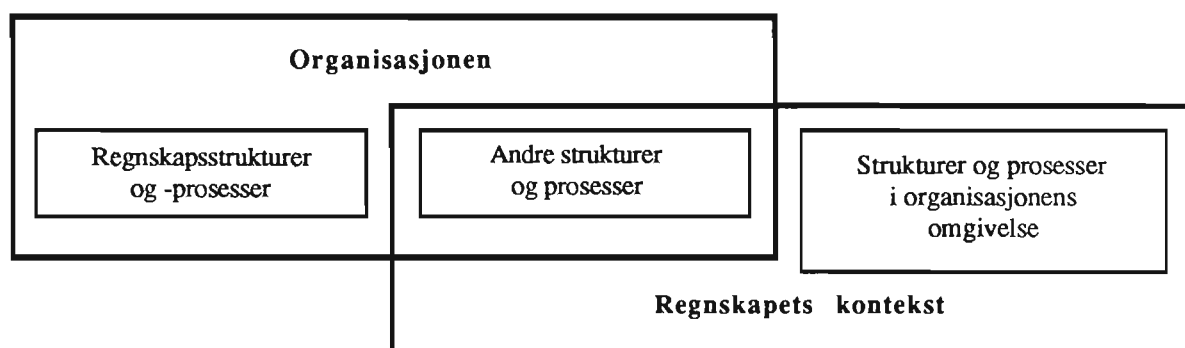 Organisasjonen
Regnskapsstrukturer
og -prosesser
Andre strukturer
og prosesser
Strukturer og prosesser
i organisasjonens
omgivelse
Regnskapets kontekst